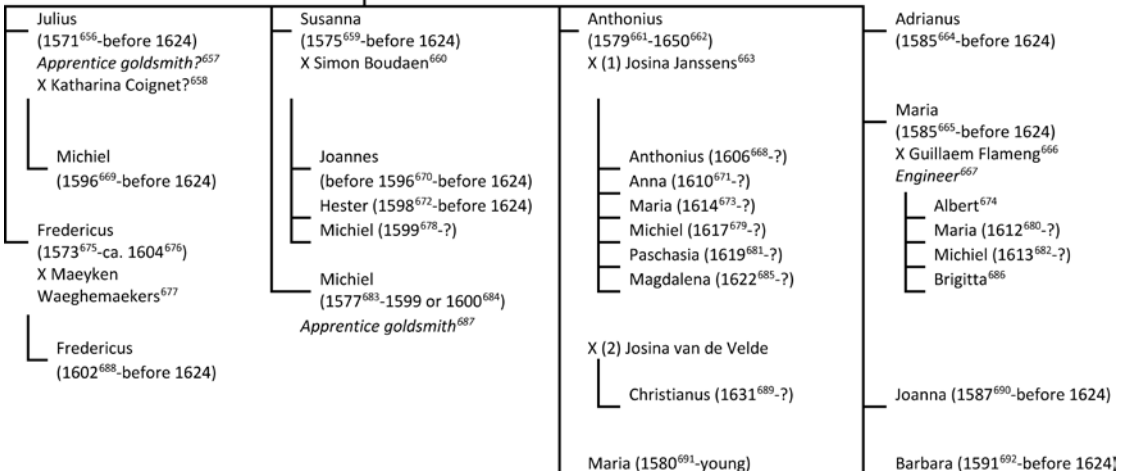 Julius
(1571⁶⁵⁶-before 1624)
Apprentice goldsmith?⁶⁵⁷
X Katharina Coignet?⁶⁵⁸
Michiel
(1596⁶⁶⁹-before 1624)
Fredericus
(1573⁶⁷⁵-ca. 1604⁶⁷⁶)
X Maeyken
Waeghemaekers⁶⁷⁷
Fredericus
(1602⁶⁸⁸-before 1624)
Susanna
(1575⁶⁵⁹-before 1624)
X Simon Boudaen⁶⁶⁰
Joannes
(before 1596⁶⁷⁰-before 1624)
Hester (1598⁶⁷²-before 1624)
Michiel (1599⁶⁷⁸-?)
Michiel
(1577⁶⁸³-1599 or 1600⁶⁸⁴)
Apprentice goldsmith⁶⁸⁷
Anthonius
(1579⁶⁶¹-1650⁶⁶²)
X (1) Josina Janssens⁶⁶³
Anthonius (1606⁶⁶⁸-?)
Anna (1610⁶⁷¹-?)
Maria (1614⁶⁷³-?)
Michiel (1617⁶⁷⁹-?)
Paschasia (1619⁶⁸¹-?)
Magdalena (1622⁶⁸⁵-?)
X (2) Josina van de Velde
Christianus (1631⁶⁸⁹-?)
Maria (1580⁶⁹¹-young)
Adrianus
(1585⁶⁶⁴-before 1624)
Maria
(1585⁶⁶⁵-before 1624)
X Guillaem Flameng⁶⁶⁶
Engineer⁶⁶⁷
Albert⁶⁷⁴
Maria (1612⁶⁸⁰-?)
Michiel (1613⁶⁸²-?)
Brigitta⁶⁸⁶
Joanna (1587⁶⁹⁰-before 1624)
Barbara (1591⁶⁹²-before 1624)